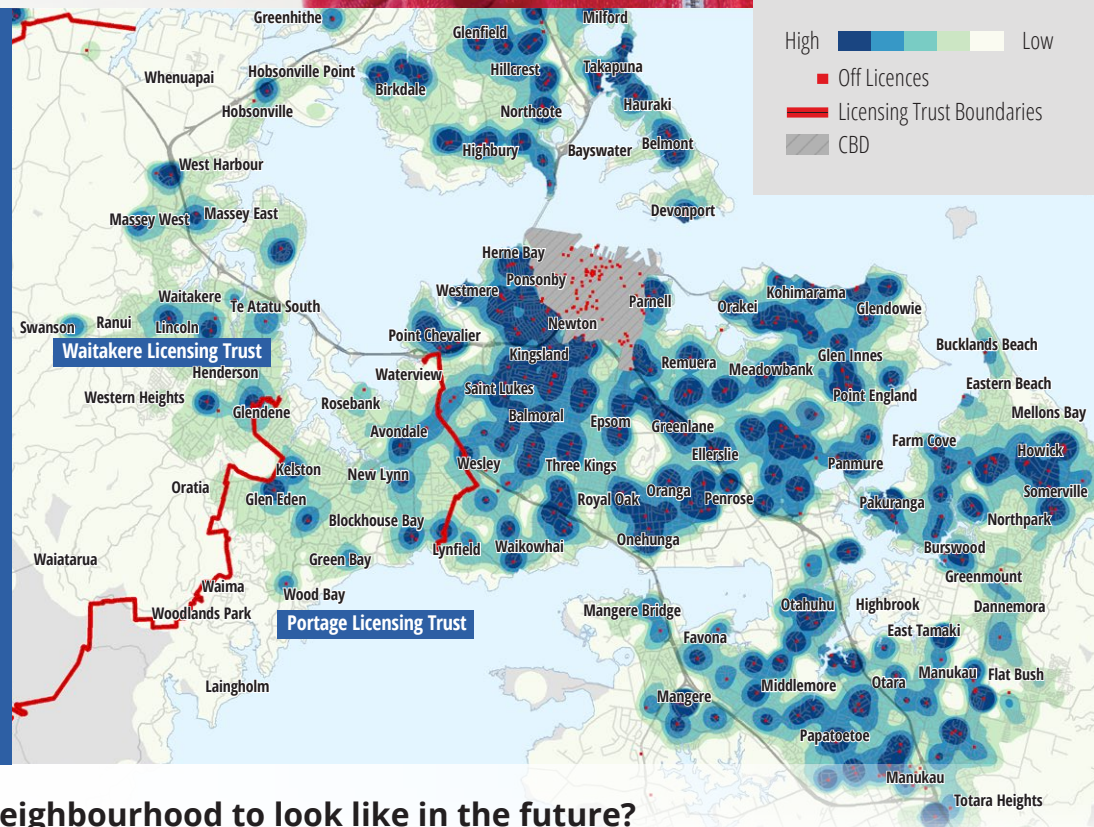 High
Low
Off Licences
Licensing Trust Boundaries
CBD
Greenhithe
Milford
Glenfield
Whenuapai
Hobsonville Point
Hillcrest
Takapuna
Birkdale
Hobsonville
Northcote
Hauraki
Highbury
Bayswater
Belmont
West Harbour
Massey West
Massey East
Devonport
Herne Bay
Ponsonby
Westmere
Parnell
Kohimarama
Orakei
Glendowie
Waitakere
Te Atatu South
Swanson
Ranui
Lincoln
Newton
Point Chevalier
Waitakere Licensing Trust
Kingsland
Glen Innes
Bucklands Beach
Henderson
Waterview
Remuera
Meadowbank
Eastern Beach
Western Heights
Saint Lukes
Point England
Glendene
Rosebank
Balmoral
Epsom
Greenlane
Mellons Bay
Avondale
Farm Cove
Howick
Kelston
New Lynn
Wesley
Three Kings
Ellerslie
Panmure
Oratia
Glen Eden
Royal Oak
Oranga
Penrose
Pakuranga
Somerville
Blockhouse Bay
Northpark
Waiatarua
Green Bay
Lynfield
Waikowhai
Onehunga
Burswood
Waima
Wood Bay
Greenmount
Woodlands Park
Portage Licensing Trust
Mangere Bridge
Otahuhu
Highbrook
Dannemora
Favona
East Tamaki
Laingholm
Mangere
Middlemore
Otara
Manukau
Flat Bush
Papatoetoe
Manukau
Totara Heights
eighbourhood to look like in the future?